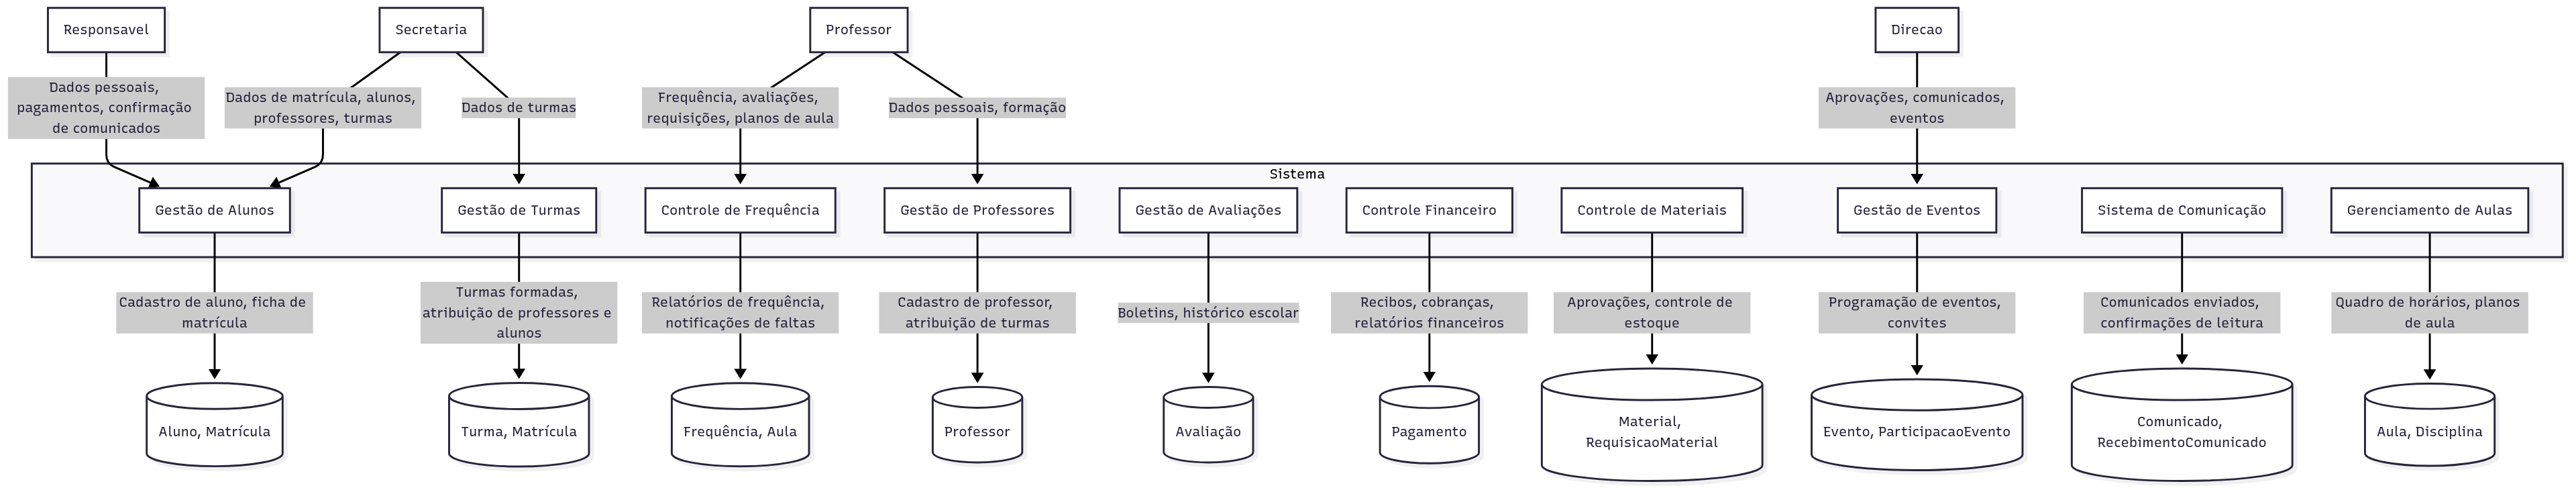 Responsavel
Secretaria
Professor
Direcao
Dados pessoais,
pagamentos, confirmação
de comunicados
Dados de matrícula, alunos,
professores, turmas
Dados de turmas
Frequência, avaliações,
requisições, planos de aula
Dados pessoais, formação
Aprovações, comunicados,
eventos
Sistema
Gestão de Alunos
Gestão de Turmas
Controle de Frequência
Gestão de Professores
Gestão de Avaliações
Controle Financeiro
Controle de Materiais
Gestão de Eventos
Sistema de Comunicação
Gerenciamento de Aulas
Cadastro de aluno, ficha de
matrícula
Turmas formadas,
atribuição de professores e
alunos
Relatórios de frequência,
notificações de faltas
Cadastro de professor,
atribuição de turmas
Boletins, histórico escolar
Recibos, cobranças,
relatórios financeiros
Aprovações, controle de
estoque
Programação de eventos,
convites
Comunicados enviados,
confirmações de leitura
Quadro de horários, planos
de aula
Aluno, Matrícula
Turma, Matrícula
Frequência, Aula
Professor
Avaliação
Pagamento
Material,
RequisicaoMaterial
Evento, ParticipacaoEvento
Comunicado,
RecebimentoComunicado
Aula, Disciplina